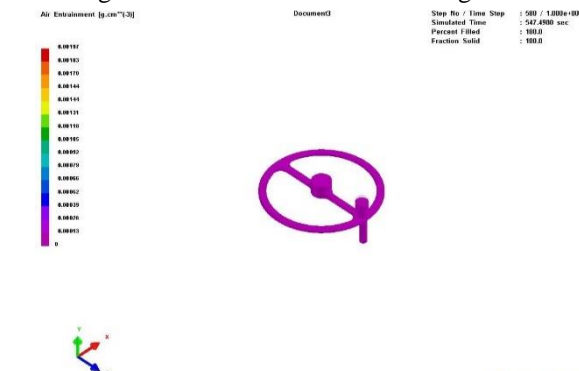 Air Entrainment [g.cm**(-3)]
Document3
Step No / Time Step : 580 / 1.000e+00
Simulated Time : 547.4980 sec
Percent Filled : 100.0
Fraction Solid : 100.0
0.00197
0.00183
0.00170
0.00144
0.00144
0.00131
0.00118
0.00105
0.00092
0.00079
0.00066
0.00052
0.00039
0.00026
0.00013
0
Y
X